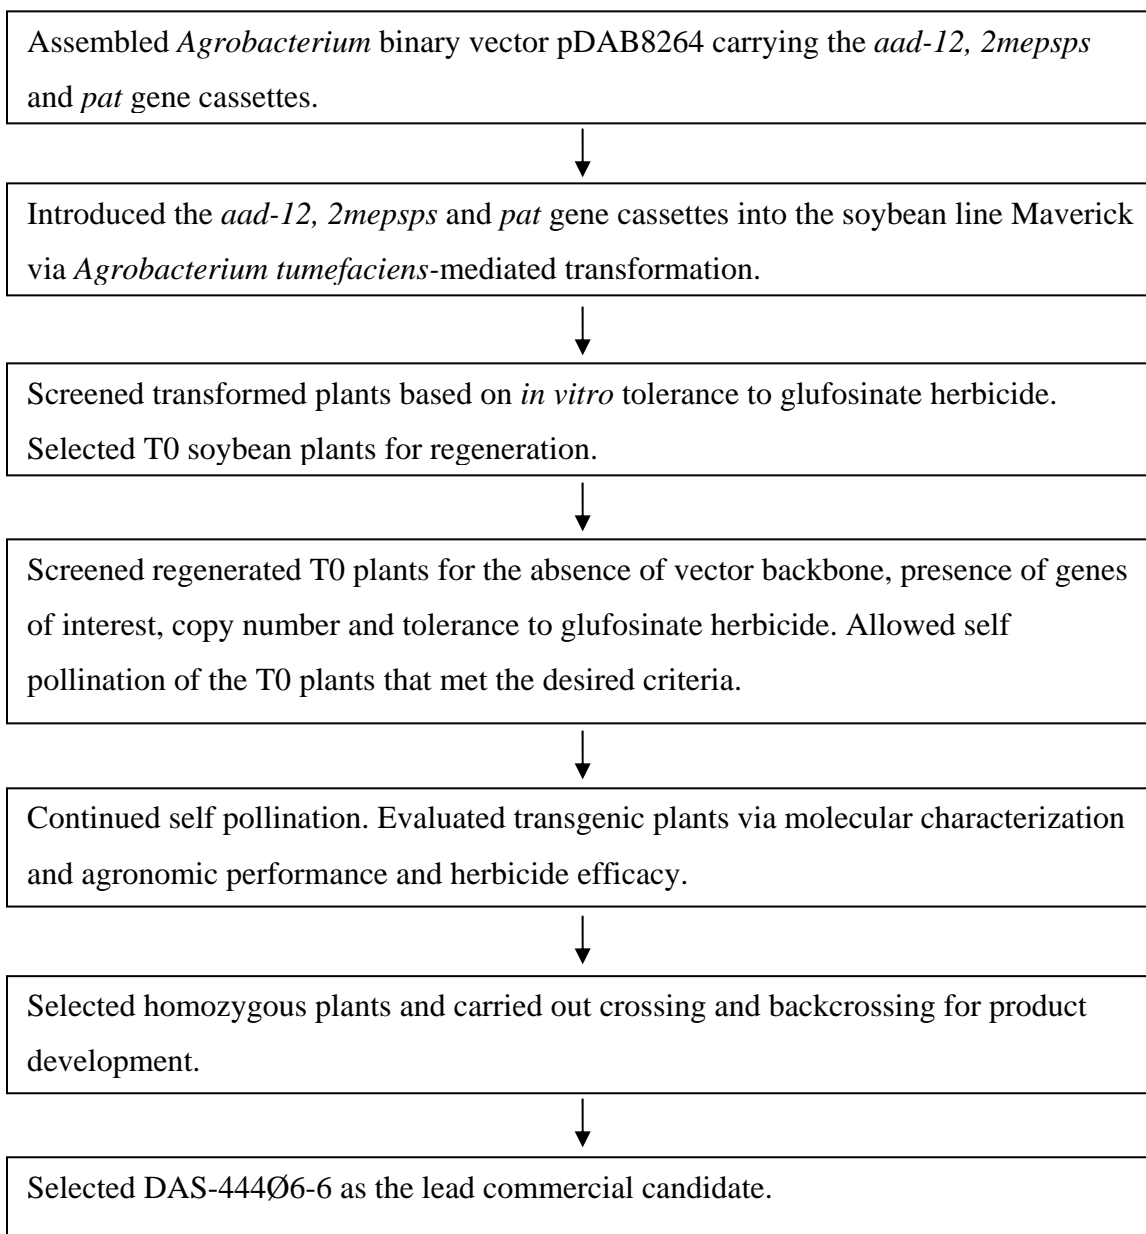 Assembled Agrobacterium binary vector pDAB8264 carrying the aad-12, 2mepsps
and pat gene cassettes.
Introduced the aad-12, 2mepsps and pat gene cassettes into the soybean line Maverick
via Agrobacterium tumefaciens-mediated transformation.
Screened transformed plants based on in vitro tolerance to glufosinate herbicide.
Selected T0 soybean plants for regeneration.
Screened regenerated T0 plants for the absence of vector backbone, presence of genes
of interest, copy number and tolerance to glufosinate herbicide. Allowed self
pollination of the T0 plants that met the desired criteria.
Continued self pollination. Evaluated transgenic plants via molecular characterization
and agronomic performance and herbicide efficacy.
Selected homozygous plants and carried out crossing and backcrossing for product
development.
Selected DAS-444Ø6-6 as the lead commercial candidate.